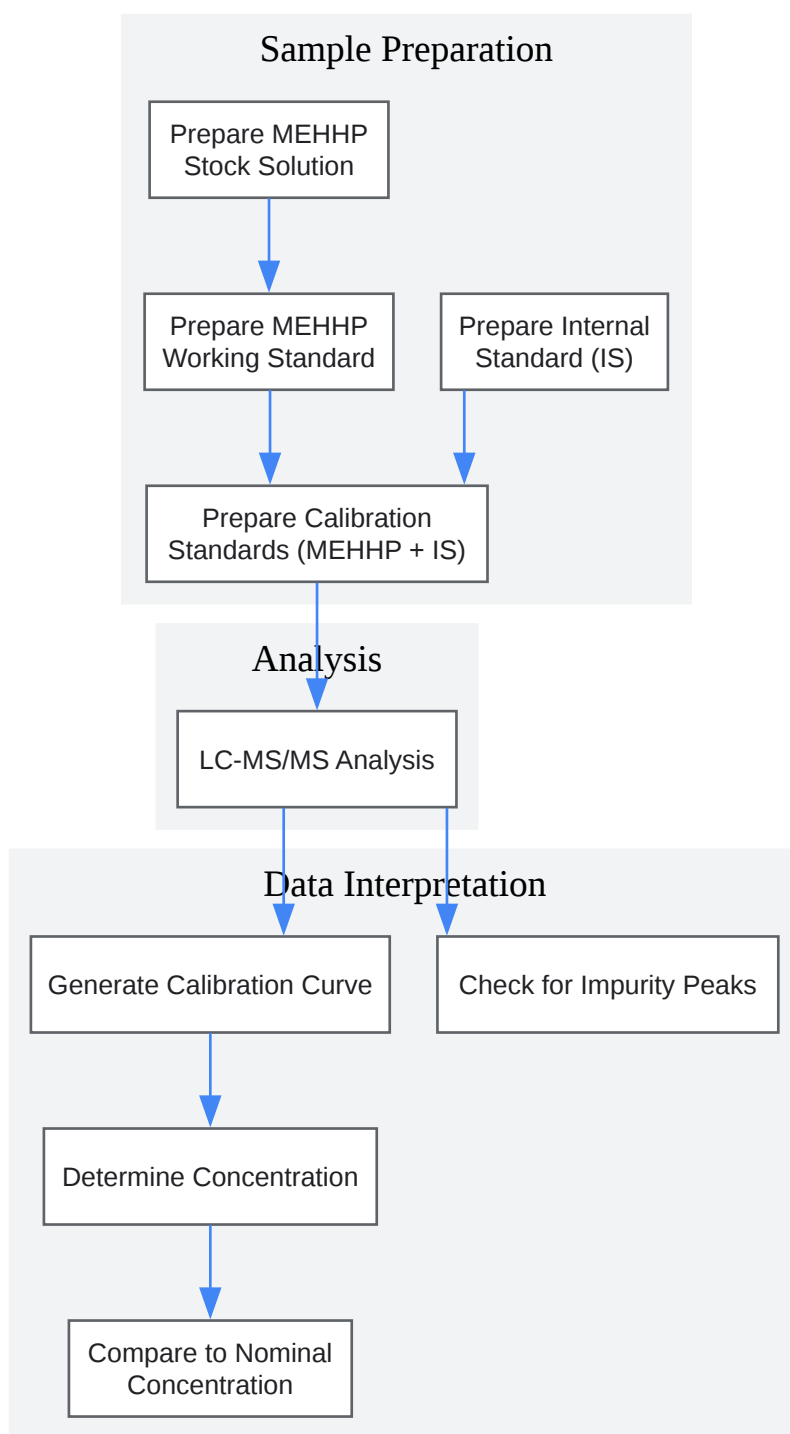 Sample Preparation
Prepare MEHHP
Stock Solution
Prepare MEHHP
Working Standard
Prepare Internal
Standard (IS)
Prepare Calibration
Standards (MEHHP + IS)
Analysis
LC-MS/MS Analysis
Data Interpretation
Generate Calibration Curve
Check for Impurity Peaks
Determine Concentration
Compare to Nominal
Concentration